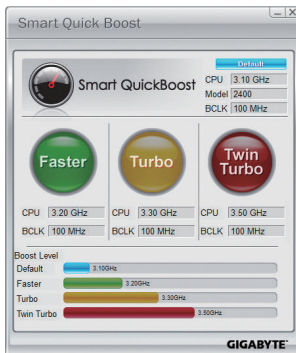 Smart Quick Boost
Default
Smart QuickBoost
CPU 3.10 GHz
Model 2400
BCLK 100 MHz
Faster
Turbo
Twin
Turbo
CPU 3.20 GHz
CPU 3.30 GHz
CPU 3.50 GHz
BCLK 100 MHz
BCLK 100 MHz
BCLK 100 MHz
Boost Level
Default 3.10GHz
Faster 3.20GHz
Turbo 3.30GHz
Twin Turbo 3.50GHz
GIGABYTE